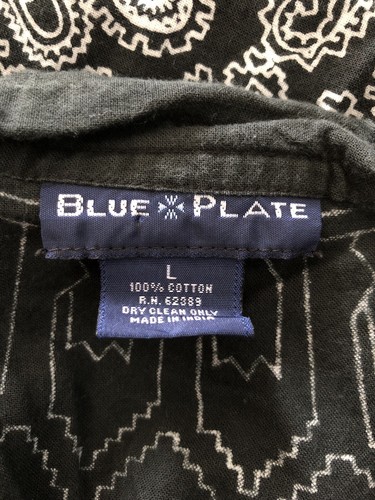 BLUE PLATE
L
100% COTTON
R.N. 62389
DRY CLEAN ONLY
MADE IN INDIA